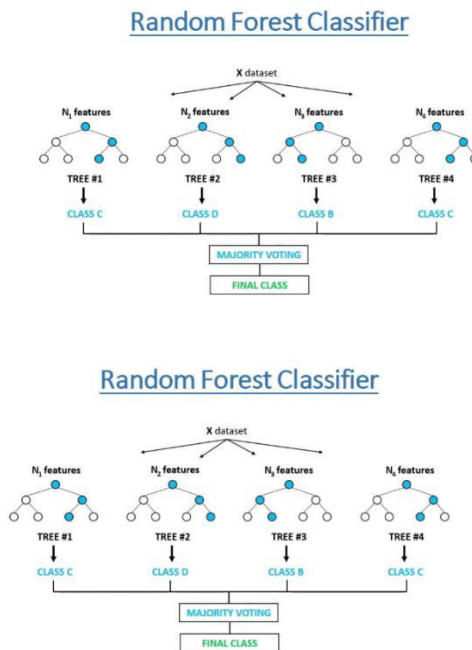 Random Forest Classifier
X dataset
N1 features N2 features N3 features N4 features
TREE #1 TREE #2 TREE #3 TREE #4
CLASS C CLASS D CLASS B CLASS C
MAJORITY VOTING
FINAL CLASS
Random Forest Classifier
X dataset
N1 features N2 features N3 features N4 features
TREE #1 TREE #2 TREE #3 TREE #4
CLASS C CLASS D CLASS B CLASS C
MAJORITY VOTING
FINAL CLASS